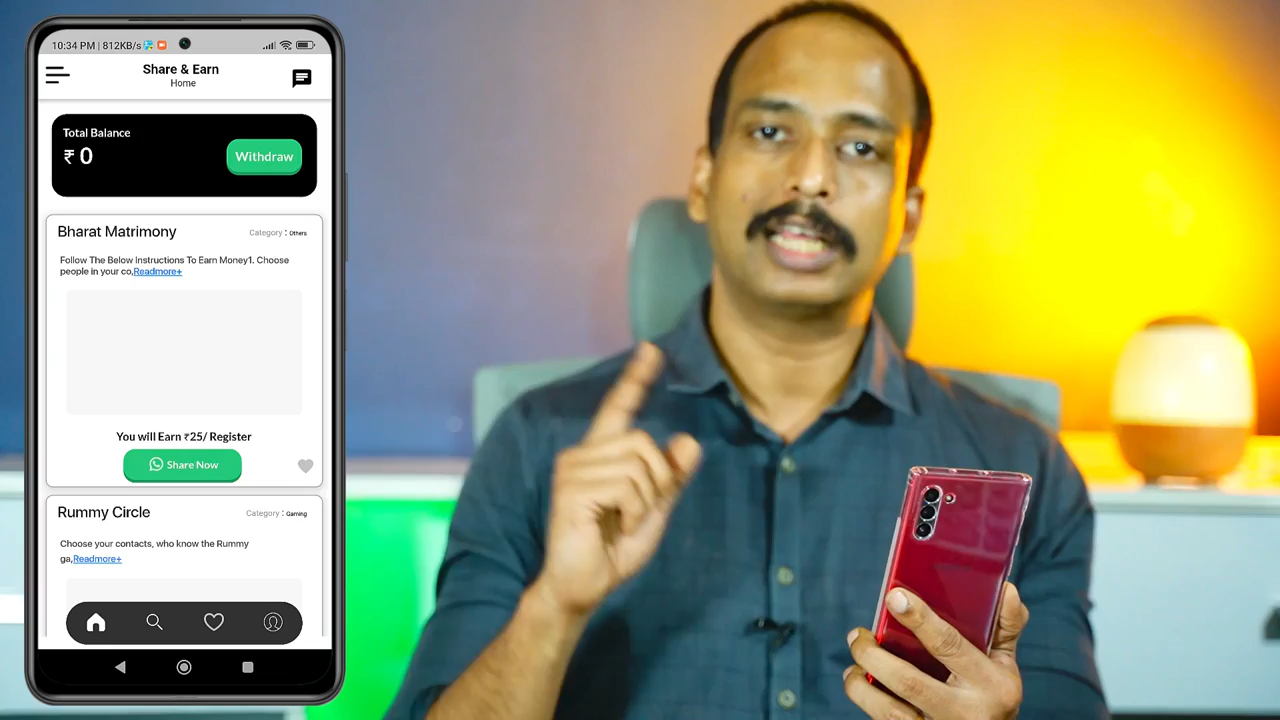 10:34 PM | 812KB/s
Share & Earn
Home
Total Balance
₹ 0
Withdraw
Bharat Matrimony
Category : Others
Follow The Below Instructions To Earn Money1. Choose
people in your co,Readmore+
You will Earn ₹25/ Register
Share Now
Rummy Circle
Category : Gaming
Choose your contacts, who know the Rummy
ga,Readmore+